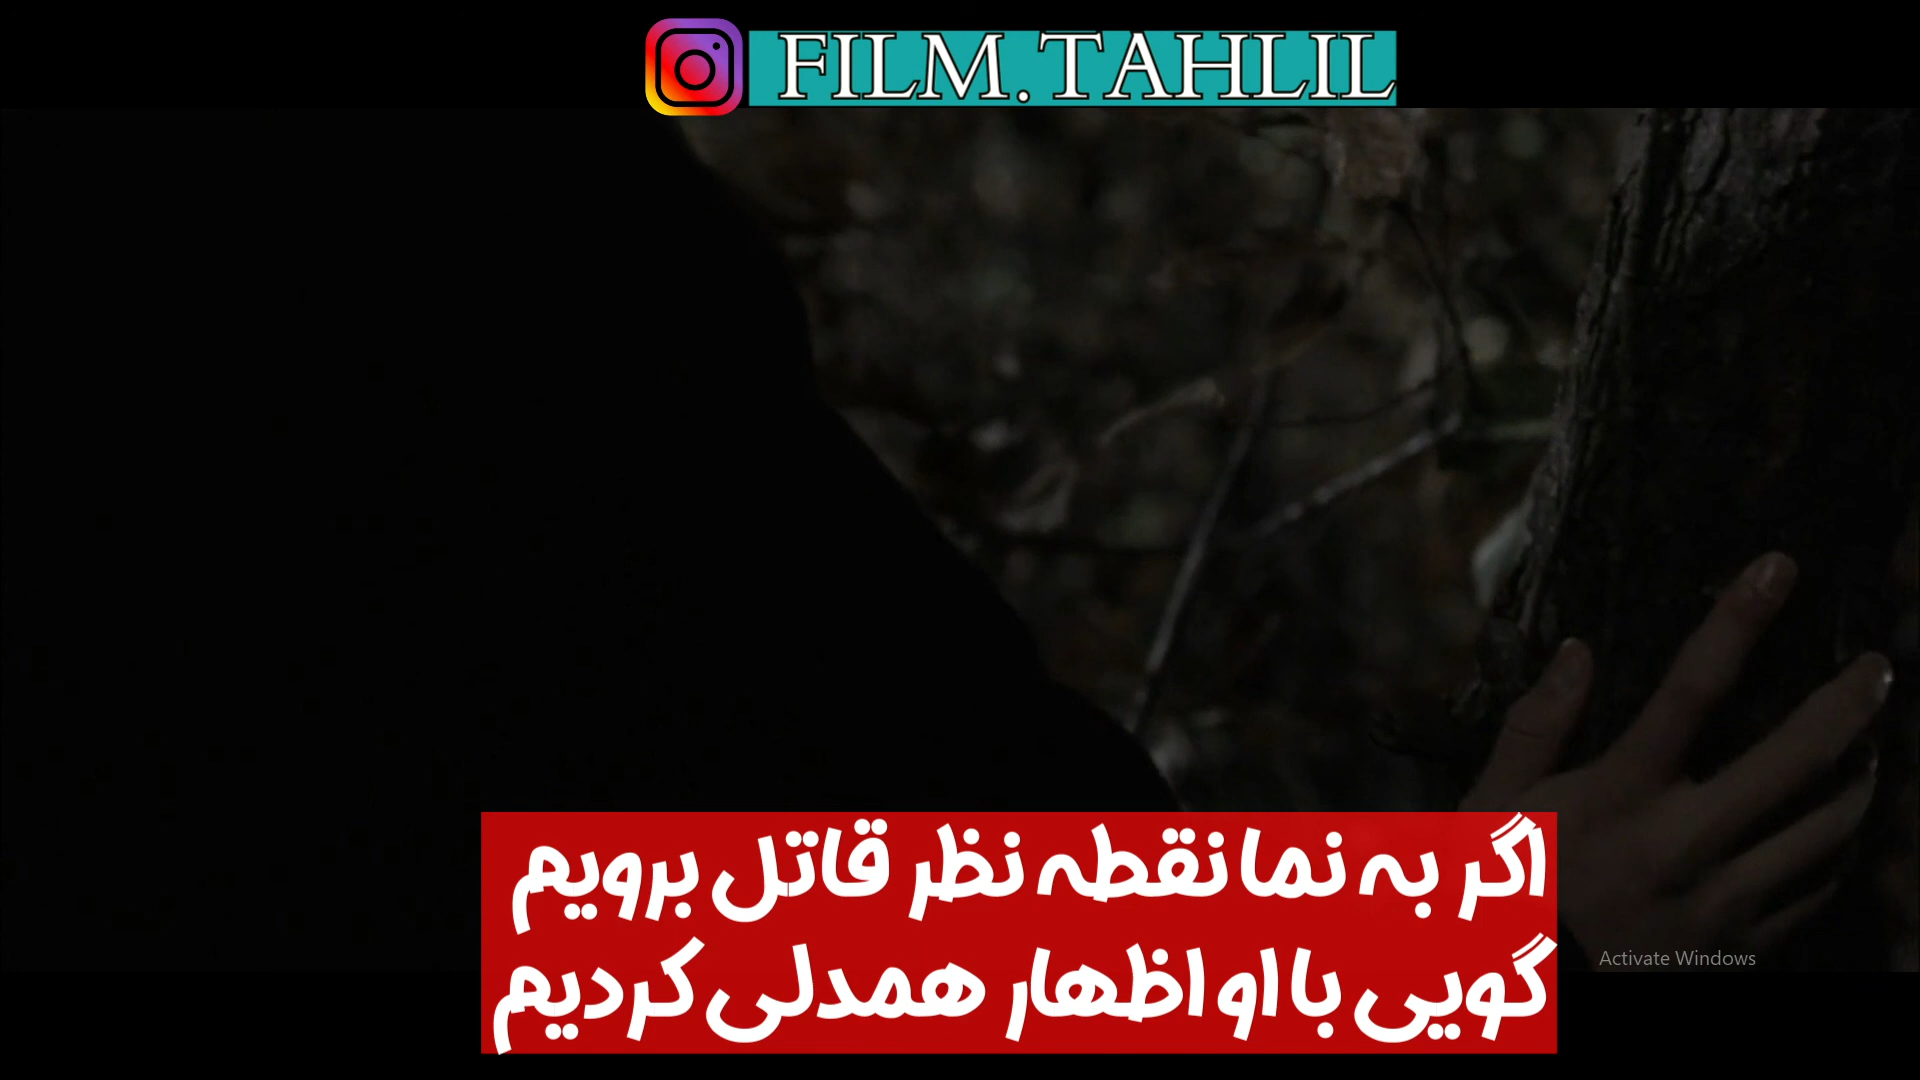 FILM.TAHLIL
اگر به نما نقطه نظر قاتل برویم
گویی با او اظهار همدلی کردیم
Activate Windows